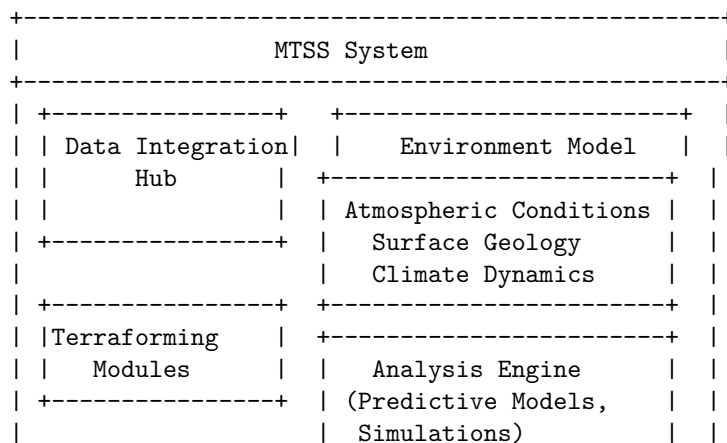 MTSS System
Data Integration Environment Model
Hub
Atmospheric Conditions
Surface Geology
Climate Dynamics
Terraforming
Modules Analysis Engine
(Predictive Models,
Simulations)